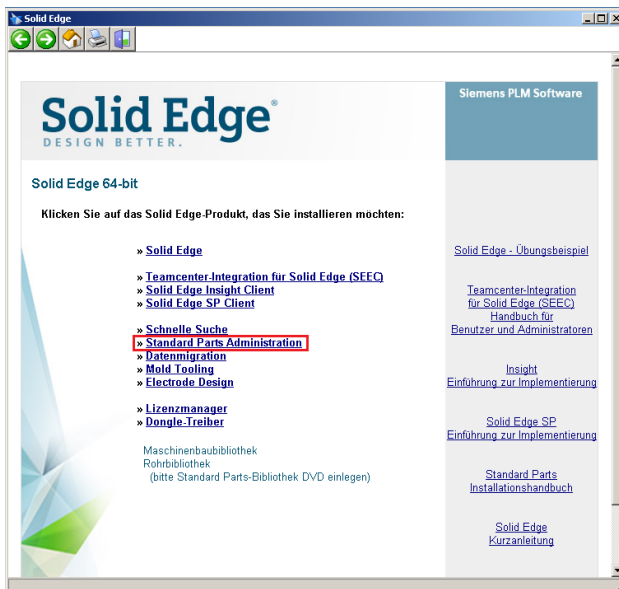 Solid Edge
Siemens PLM Software
Solid Edge®
DESIGN BETTER.
Solid Edge 64-bit
Klicken Sie auf das Solid Edge-Produkt, das Sie installieren möchten:
» Solid Edge
» Teamcenter-Integration für Solid Edge (SEEC)
» Solid Edge Insight Client
» Solid Edge SP Client
» Schnelle Suche
» Standard Parts Administration
» Datenmigration
» Mold Tooling
» Electrode Design
» Lizenzmanager
» Dongle-Treiber
Maschinenbaubibliothek
Rohrbibliothek
(bitte Standard Parts-Bibliothek DVD einlegen)
Solid Edge - Übungsbeispiel
Teamcenter-Integration
für Solid Edge (SEEC)
Handbuch für
Benutzer und Administratoren
Insight
Einführung zur Implementierung
Solid Edge SP
Einführung zur Implementierung
Standard Parts
Installationshandbuch
Solid Edge
Kurzanleitung